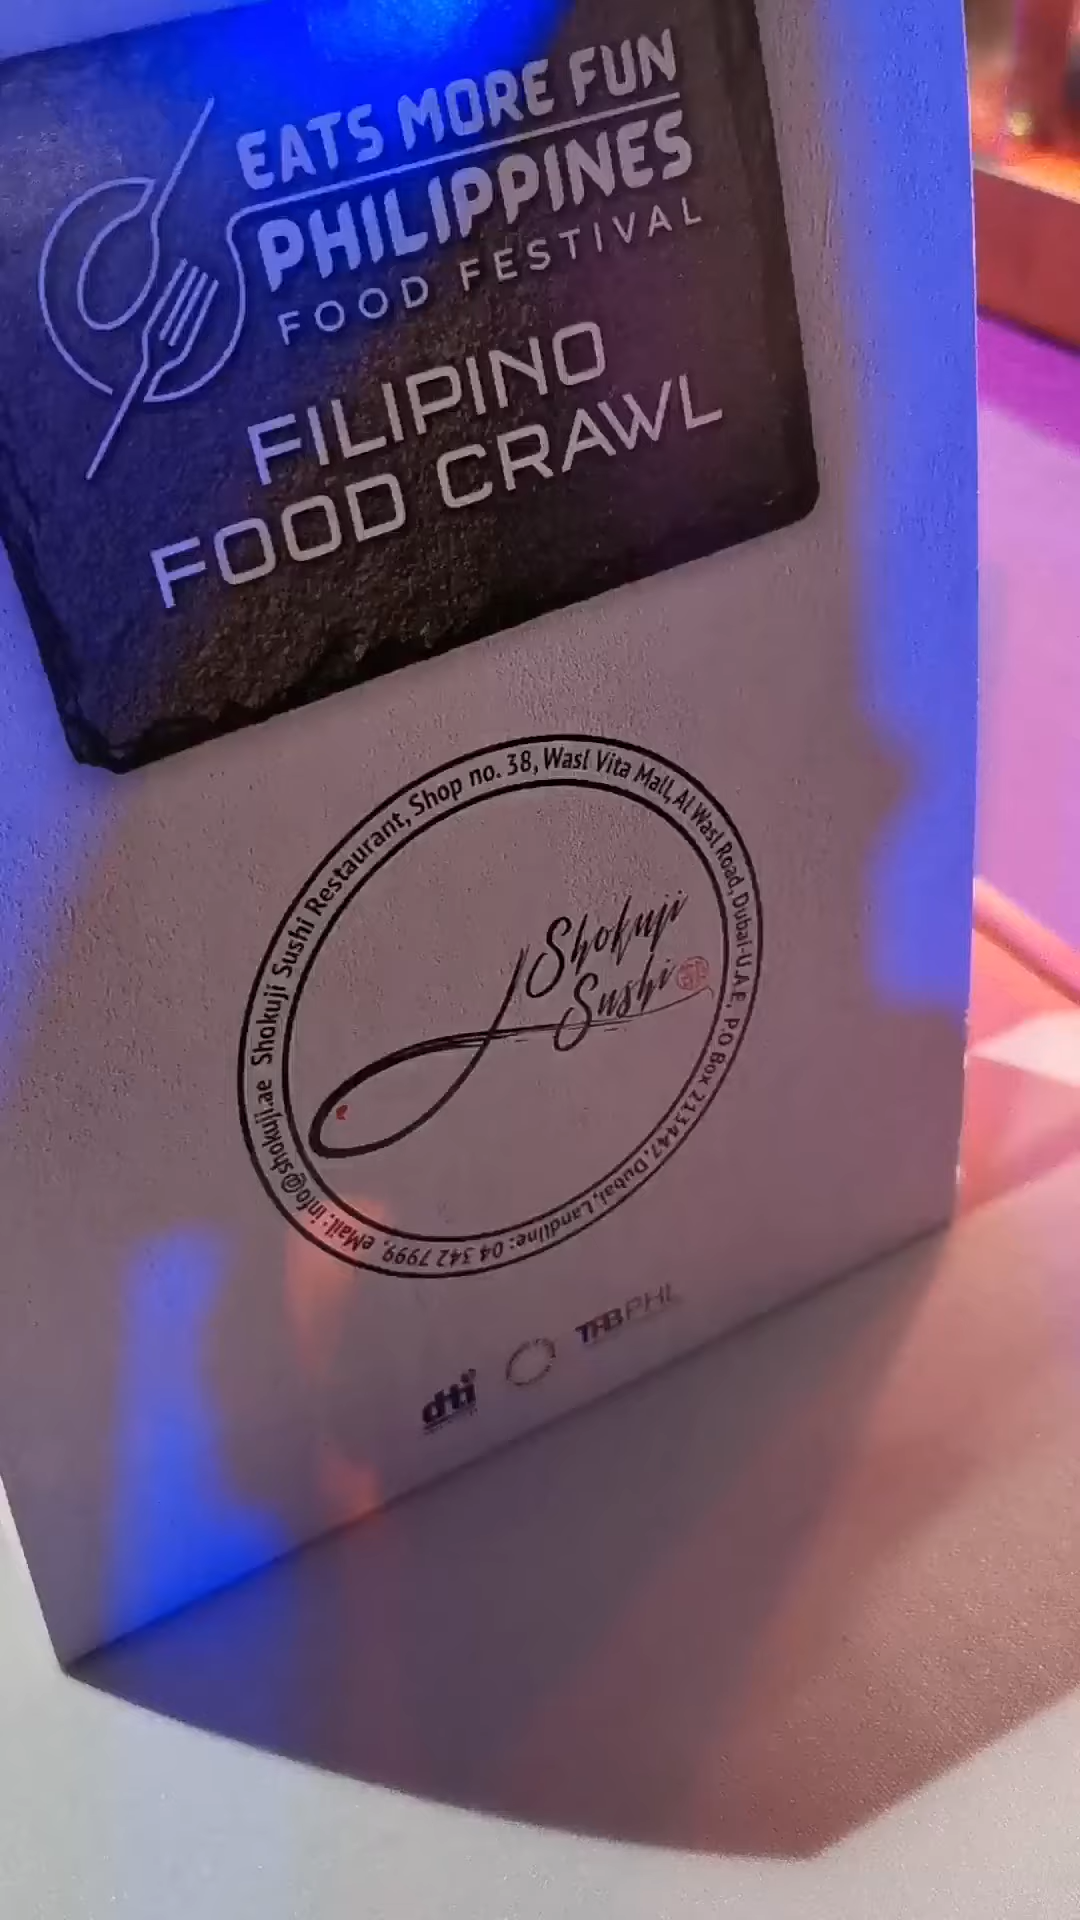 EATS MORE FUN
PHILIPPINES
FOOD FESTIVAL
FILIPINO
FOOD CRAWL
Shokuji Sushi Restaurant, Shop no. 38, Wasl Vita Mall, Al Wasl Road, Dubai-U.A.E, P.O Box 213447, Dubai, Landline: 04 342 7999, eMail: info@shokuji.ae
Shokuji
Sushi
dti
TPBPHL